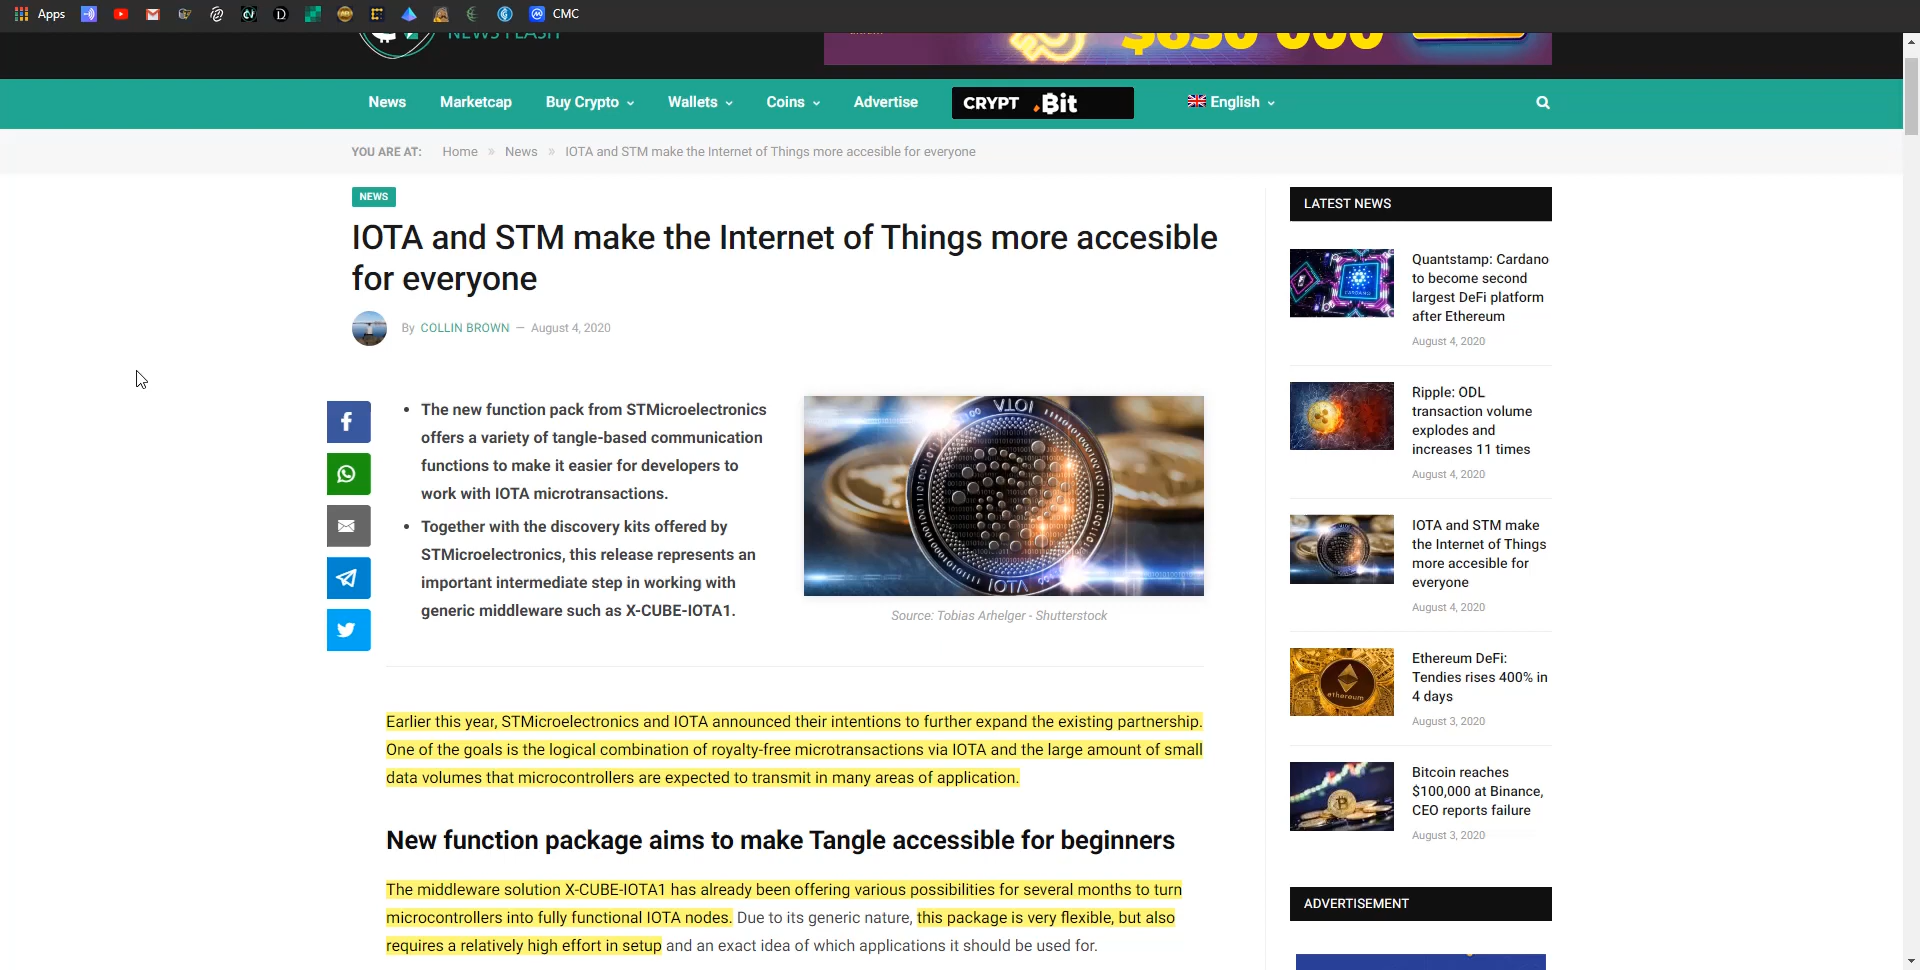 Apps
CMC
NEWS FLASH
$850 000
News Marketcap Buy Crypto Wallets Coins Advertise CRYPT .Bit English
YOU ARE AT: Home » News » IOTA and STM make the Internet of Things more accesible for everyone
NEWS
IOTA and STM make the Internet of Things more accesible
for everyone
By COLLIN BROWN — August 4, 2020
• The new function pack from STMicroelectronics
offers a variety of tangle-based communication
functions to make it easier for developers to
work with IOTA microtransactions.
• Together with the discovery kits offered by
STMicroelectronics, this release represents an
important intermediate step in working with
generic middleware such as X-CUBE-IOTA1.
IOTA
IOTA
Source: Tobias Arhelger - Shutterstock
Earlier this year, STMicroelectronics and IOTA announced their intentions to further expand the existing partnership.
One of the goals is the logical combination of royalty-free microtransactions via IOTA and the large amount of small
data volumes that microcontrollers are expected to transmit in many areas of application.
New function package aims to make Tangle accessible for beginners
The middleware solution X-CUBE-IOTA1 has already been offering various possibilities for several months to turn
microcontrollers into fully functional IOTA nodes. Due to its generic nature, this package is very flexible, but also
requires a relatively high effort in setup and an exact idea of which applications it should be used for.
LATEST NEWS
CARDANO
Quantstamp: Cardano
to become second
largest DeFi platform
after Ethereum
August 4, 2020
Ripple: ODL
transaction volume
explodes and
increases 11 times
August 4, 2020
IOTA and STM make
the Internet of Things
more accesible for
everyone
August 4, 2020
ethereum
Ethereum DeFi:
Tendies rises 400% in
4 days
August 3, 2020
Bitcoin reaches
$100,000 at Binance,
CEO reports failure
August 3, 2020
ADVERTISEMENT